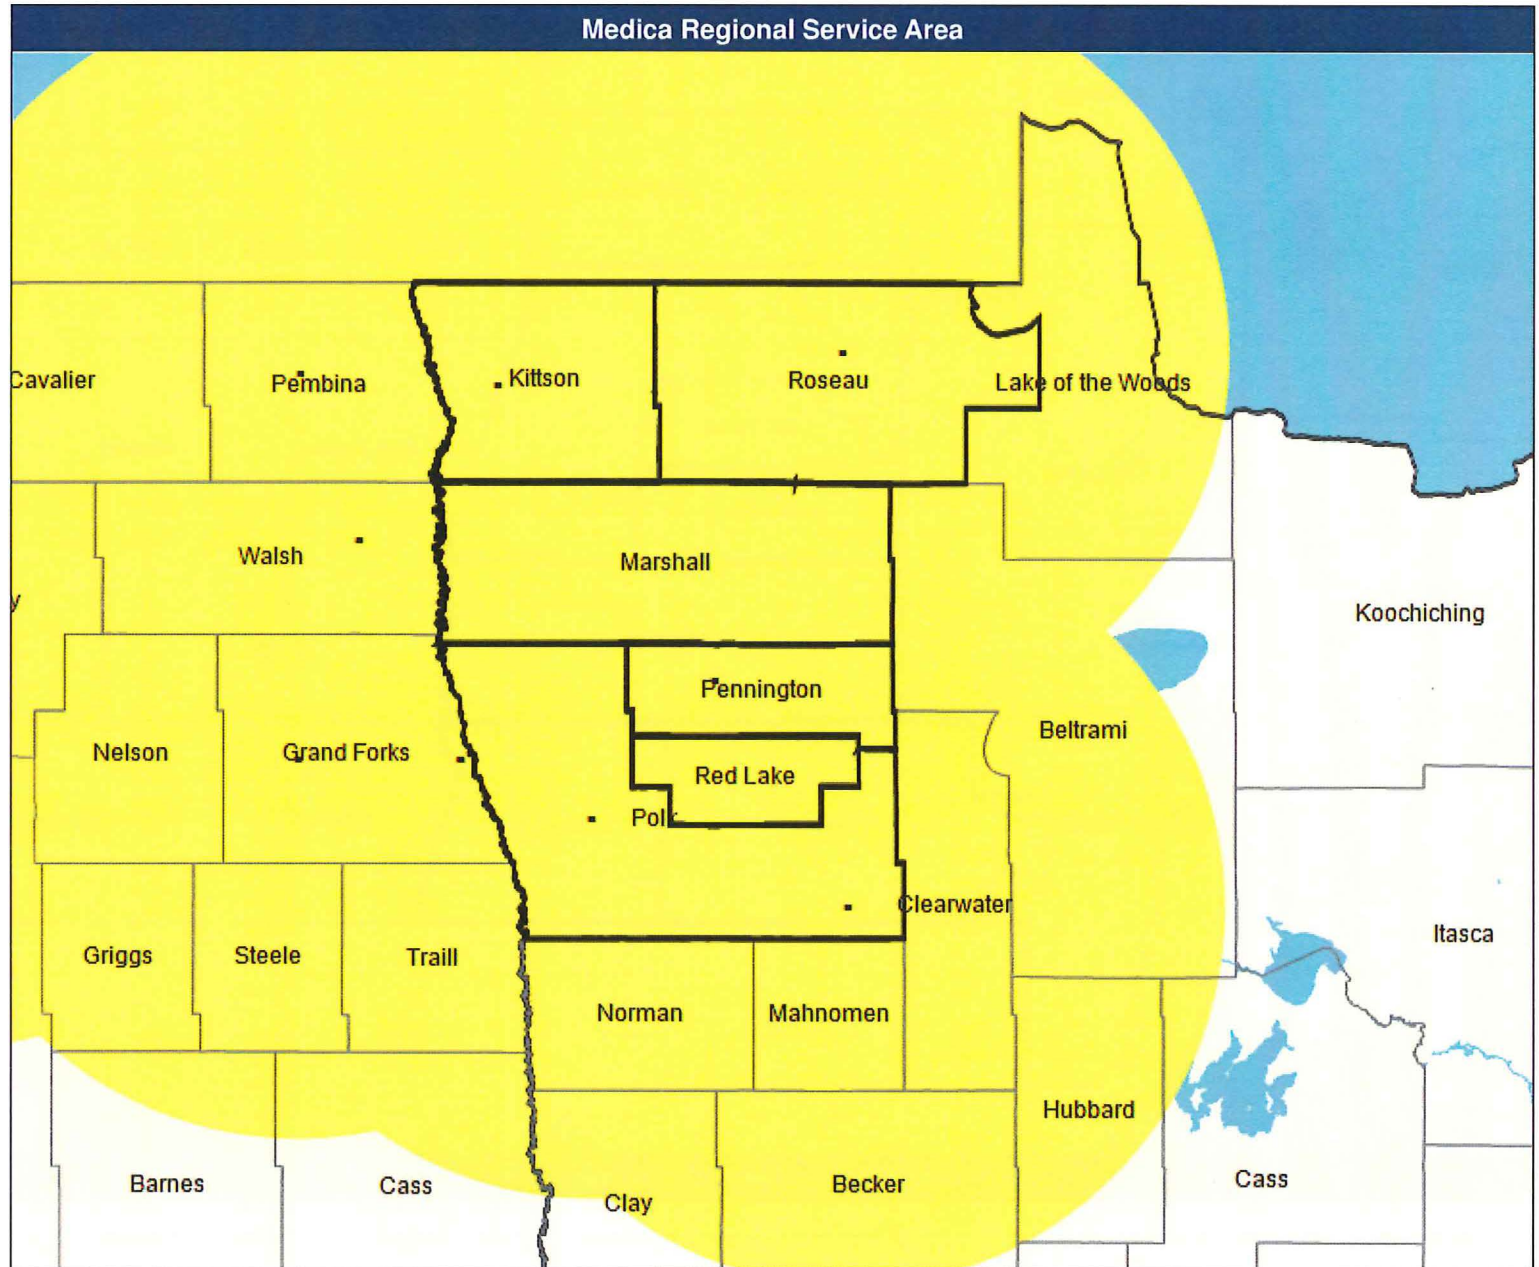 Medica Regional Service Area
Cavalier
Pembina
Kittson
Roseau
Lake of the Woods
Walsh
Marshall
y
Koochiching
Pennington
Beltrami
Nelson
Grand Forks
Red Lake
Polk
Clearwater
Griggs
Steele
Traill
Itasca
Norman
Mahnomen
Hubbard
Barnes
Cass
Clay
Becker
Cass